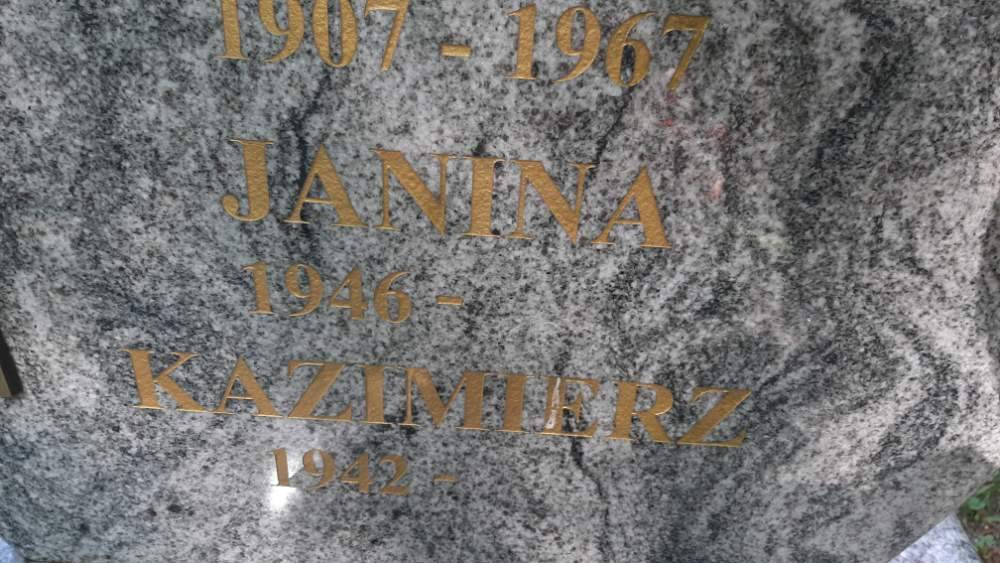 1907 - 1967
JANINA
1946 -
KAZIMIERZ
1942 -